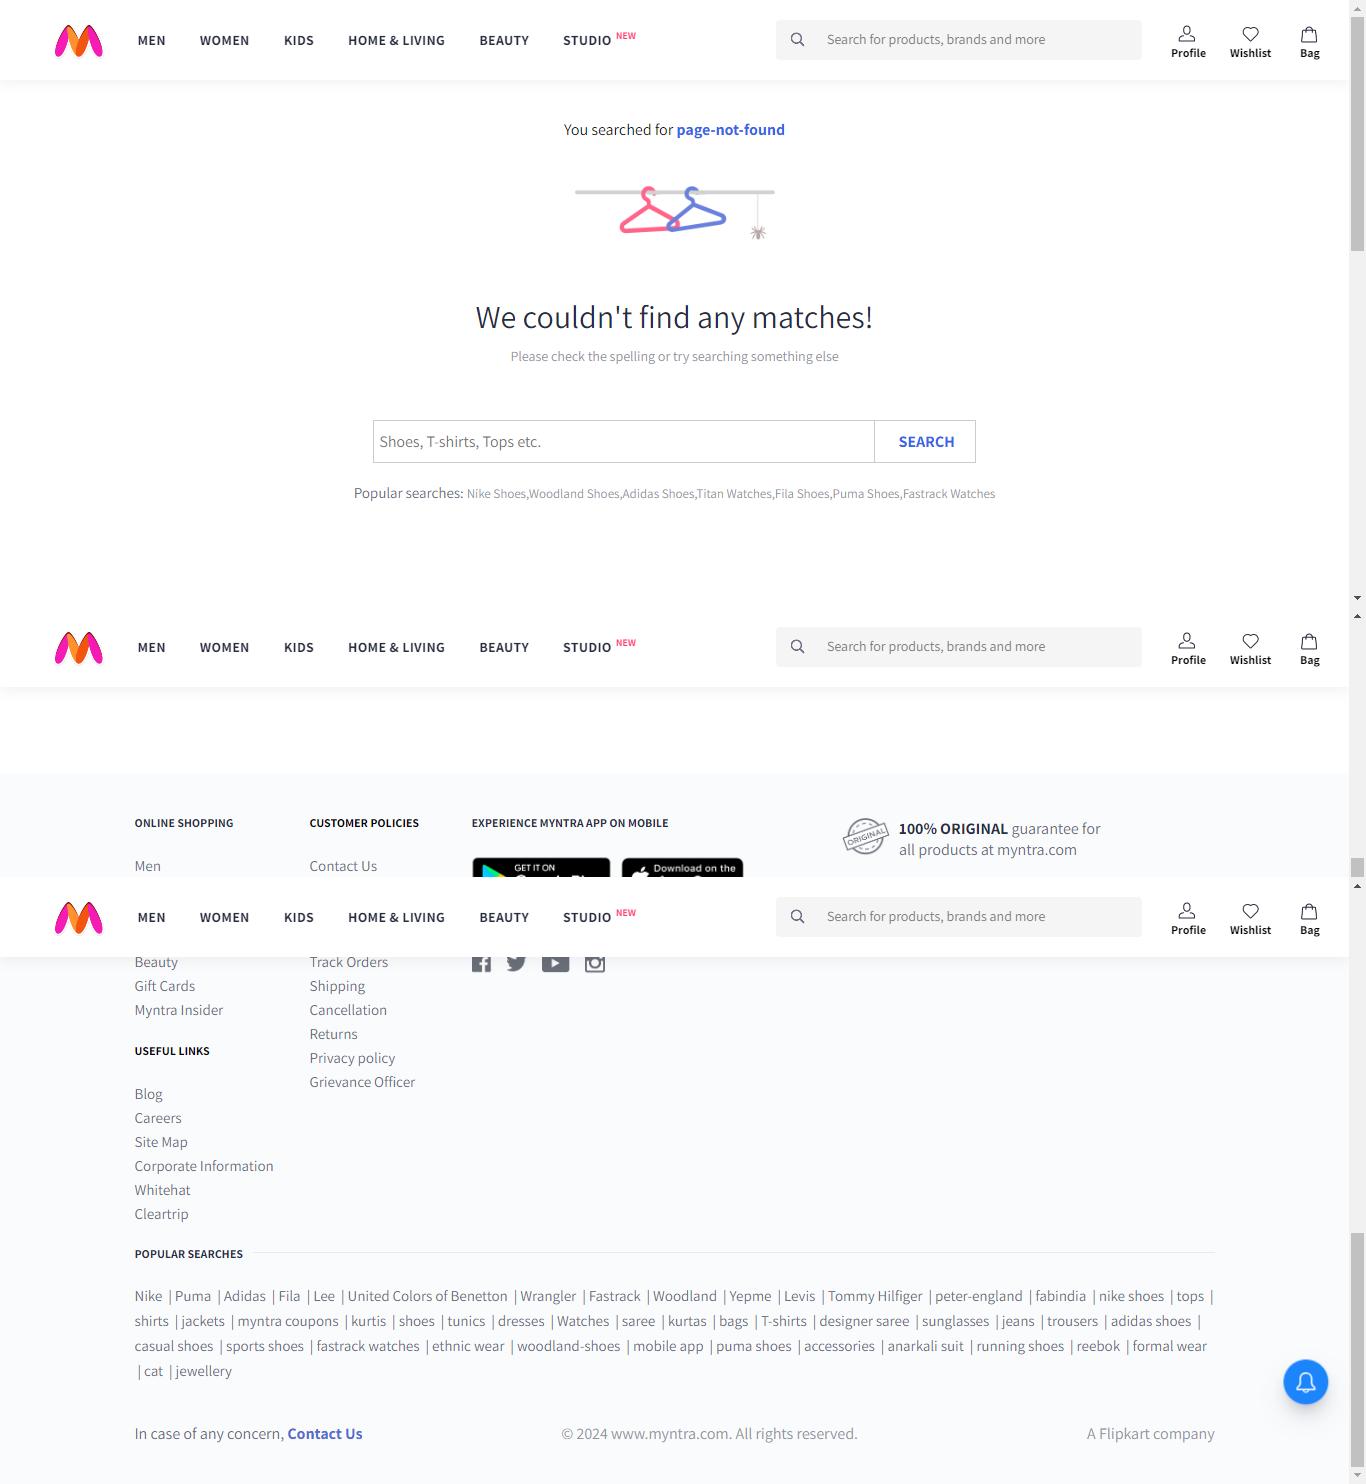 MEN WOMEN KIDS HOME & LIVING BEAUTY STUDIO NEW Search for products, brands and more Profile Wishlist Bag
You searched for page-not-found
We couldn't find any matches!
Please check the spelling or try searching something else
Shoes, T-shirts, Tops etc. SEARCH
Popular searches: Nike Shoes,Woodland Shoes,Adidas Shoes,Titan Watches,Fila Shoes,Puma Shoes,Fastrack Watches
MEN WOMEN KIDS HOME & LIVING BEAUTY STUDIO NEW Search for products, brands and more Profile Wishlist Bag
ONLINE SHOPPING CUSTOMER POLICIES EXPERIENCE MYNTRA APP ON MOBILE
ORIGINAL 100% ORIGINAL guarantee for
all products at myntra.com
Men Contact Us GET IT ON Download on the
MEN WOMEN KIDS HOME & LIVING BEAUTY STUDIO NEW Search for products, brands and more Profile Wishlist Bag
Beauty Track Orders
Gift Cards Shipping
Myntra Insider Cancellation
Returns
USEFUL LINKS Privacy policy
Grievance Officer
Blog
Careers
Site Map
Corporate Information
Whitehat
Cleartrip
POPULAR SEARCHES
Nike | Puma | Adidas | Fila | Lee | United Colors of Benetton | Wrangler | Fastrack | Woodland | Yepme | Levis | Tommy Hilfiger | peter-england | fabindia | nike shoes | tops |
shirts | jackets | myntra coupons | kurtis | shoes | tunics | dresses | Watches | saree | kurtas | bags | T-shirts | designer saree | sunglasses | jeans | trousers | adidas shoes |
casual shoes | sports shoes | fastrack watches | ethnic wear | woodland-shoes | mobile app | puma shoes | accessories | anarkali suit | running shoes | reebok | formal wear
| cat | jewellery
In case of any concern, Contact Us © 2024 www.myntra.com. All rights reserved. A Flipkart company